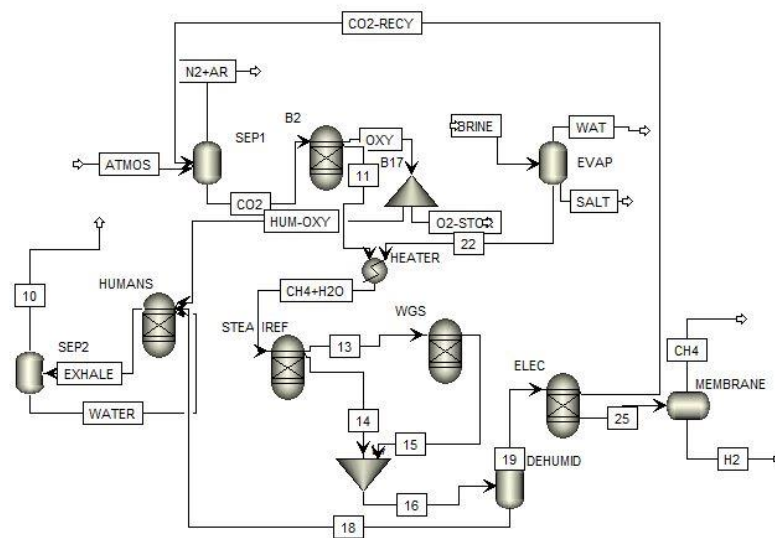 CO2-RECY
N2+AR
SEP1
B2
OXY
BRINE
WAT
EVAP
ATMOS
11
B17
CO2
SALT
HUM-OXY
O2-STOR
22
HEATER
10
HUMANS
CH4+H2O
WGS
STEA IREF
13
SEP2
ELEC
CH4
EXHALE
MEMBRANE
WATER
14
15
25
19
DEHUMID
H2
16
18